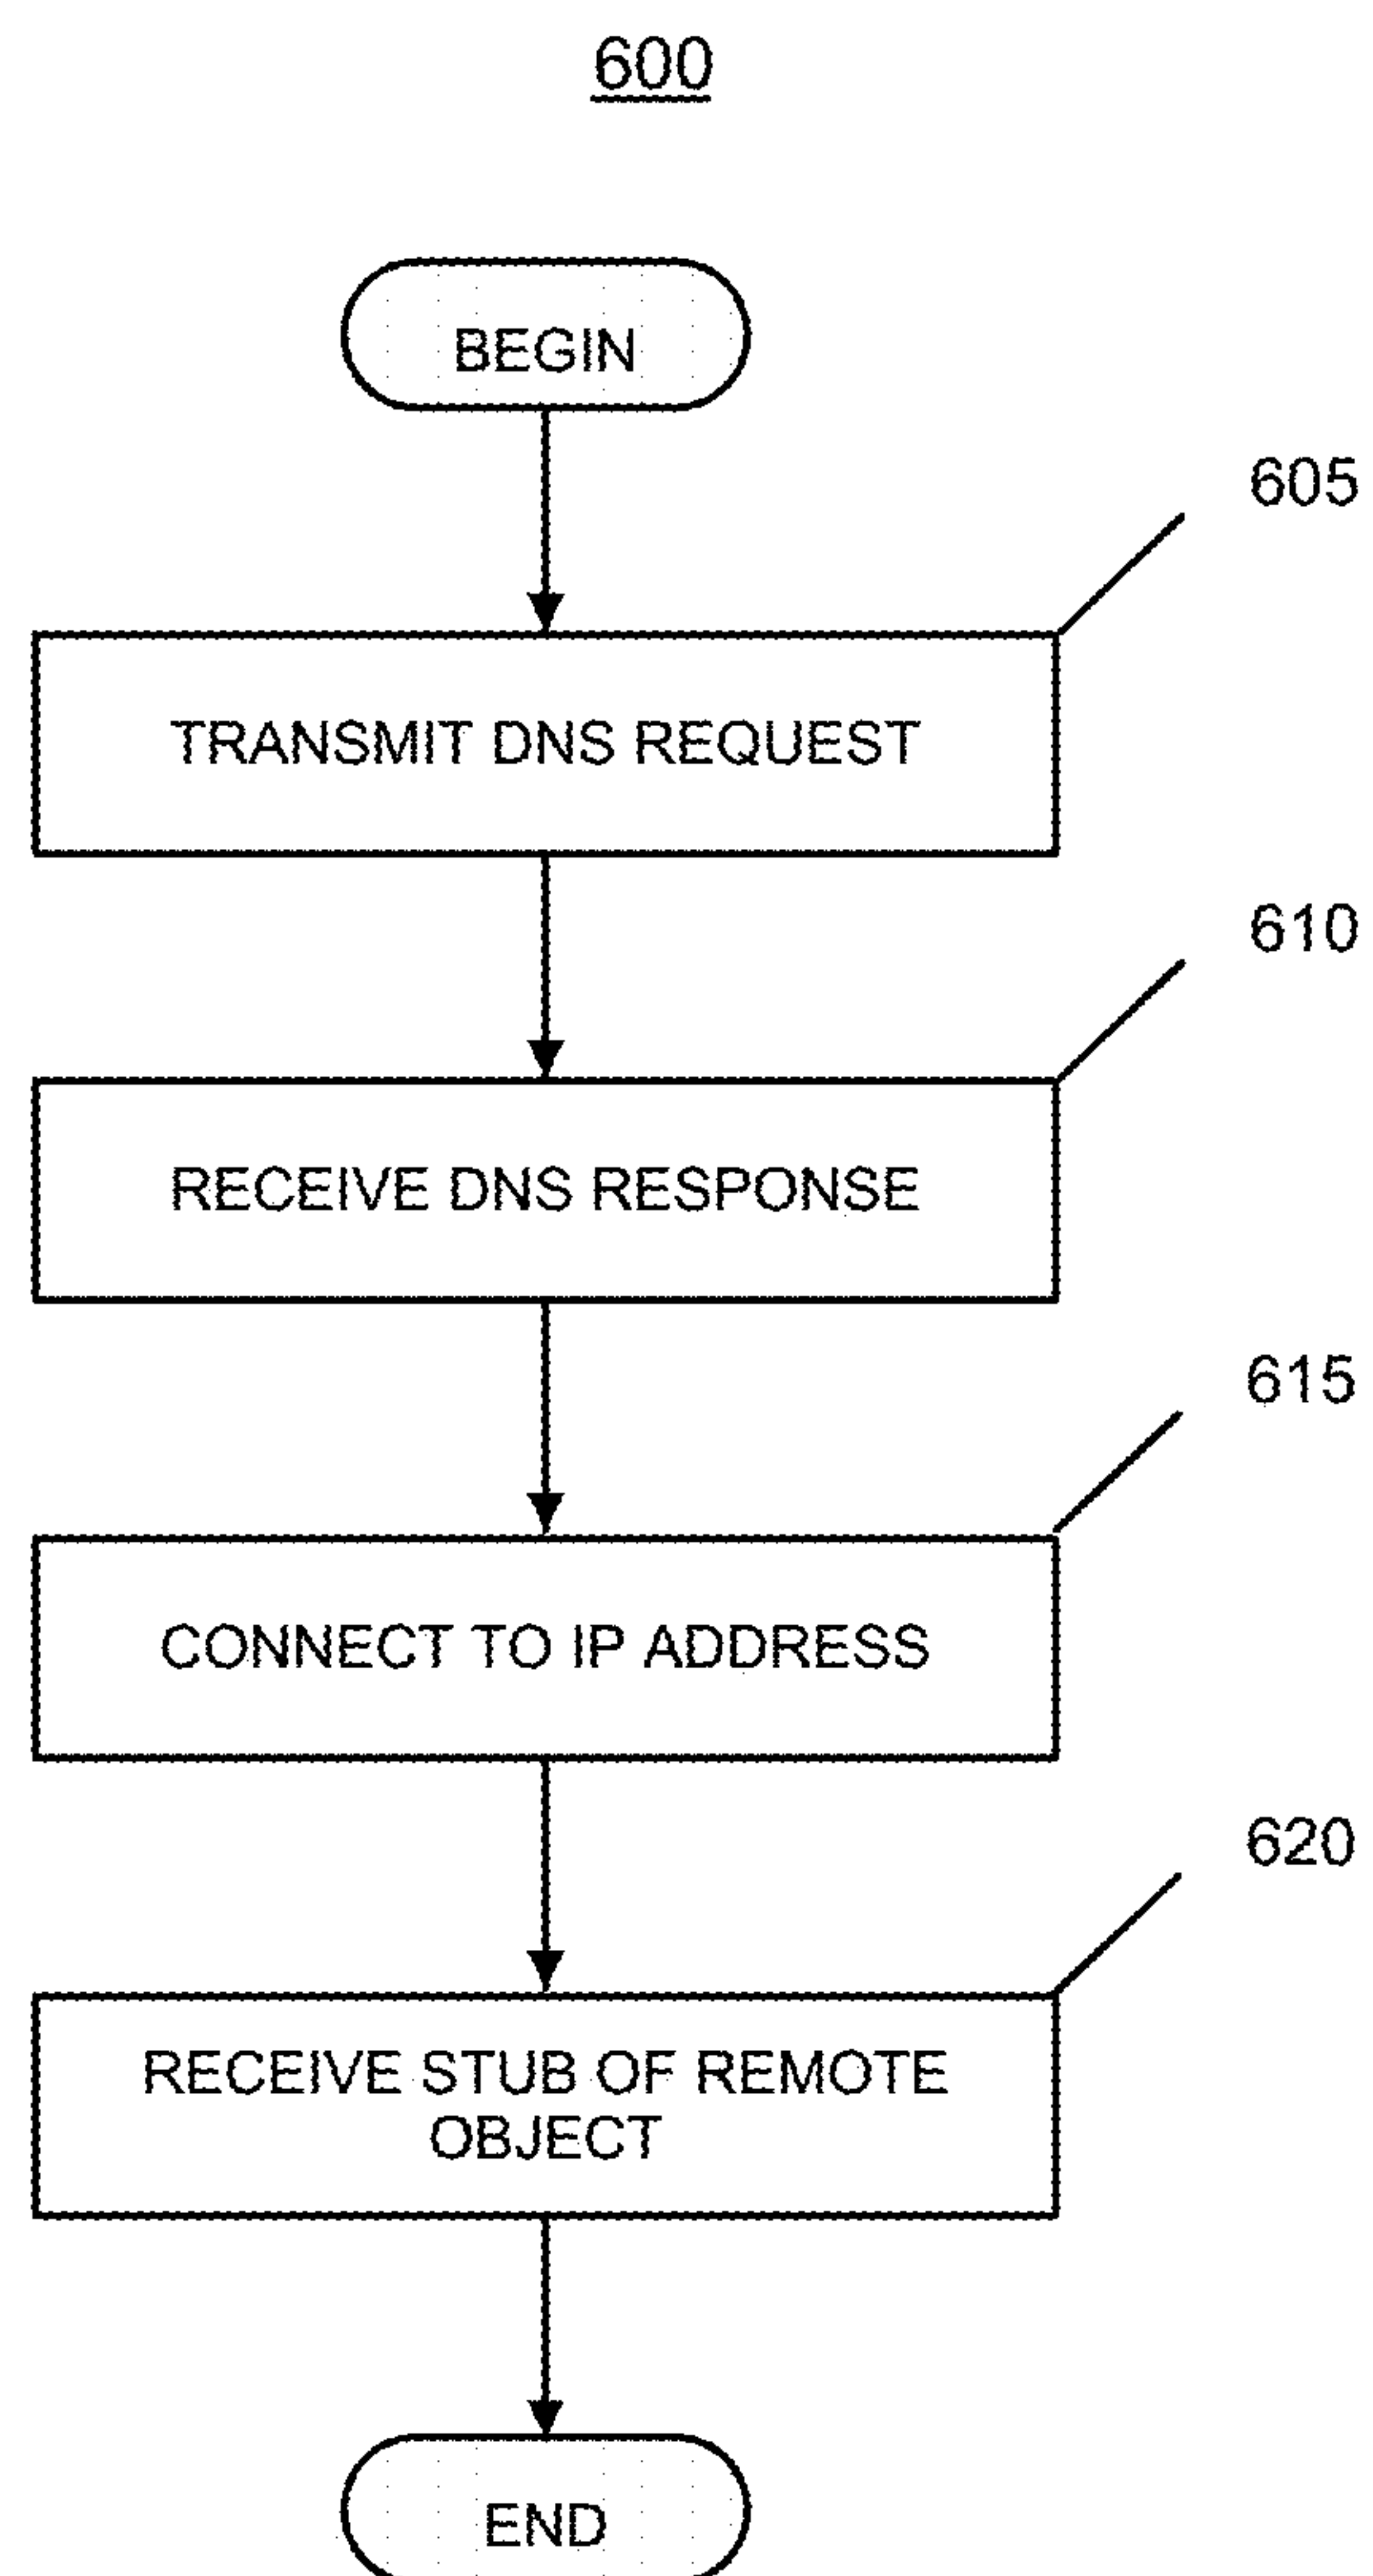 600
BEGIN
605
TRANSMIT DNS REQUEST
610
RECEIVE DNS RESPONSE
615
CONNECT TO IP ADDRESS
620
RECEIVE STUB OF REMOTE
OBJECT
END